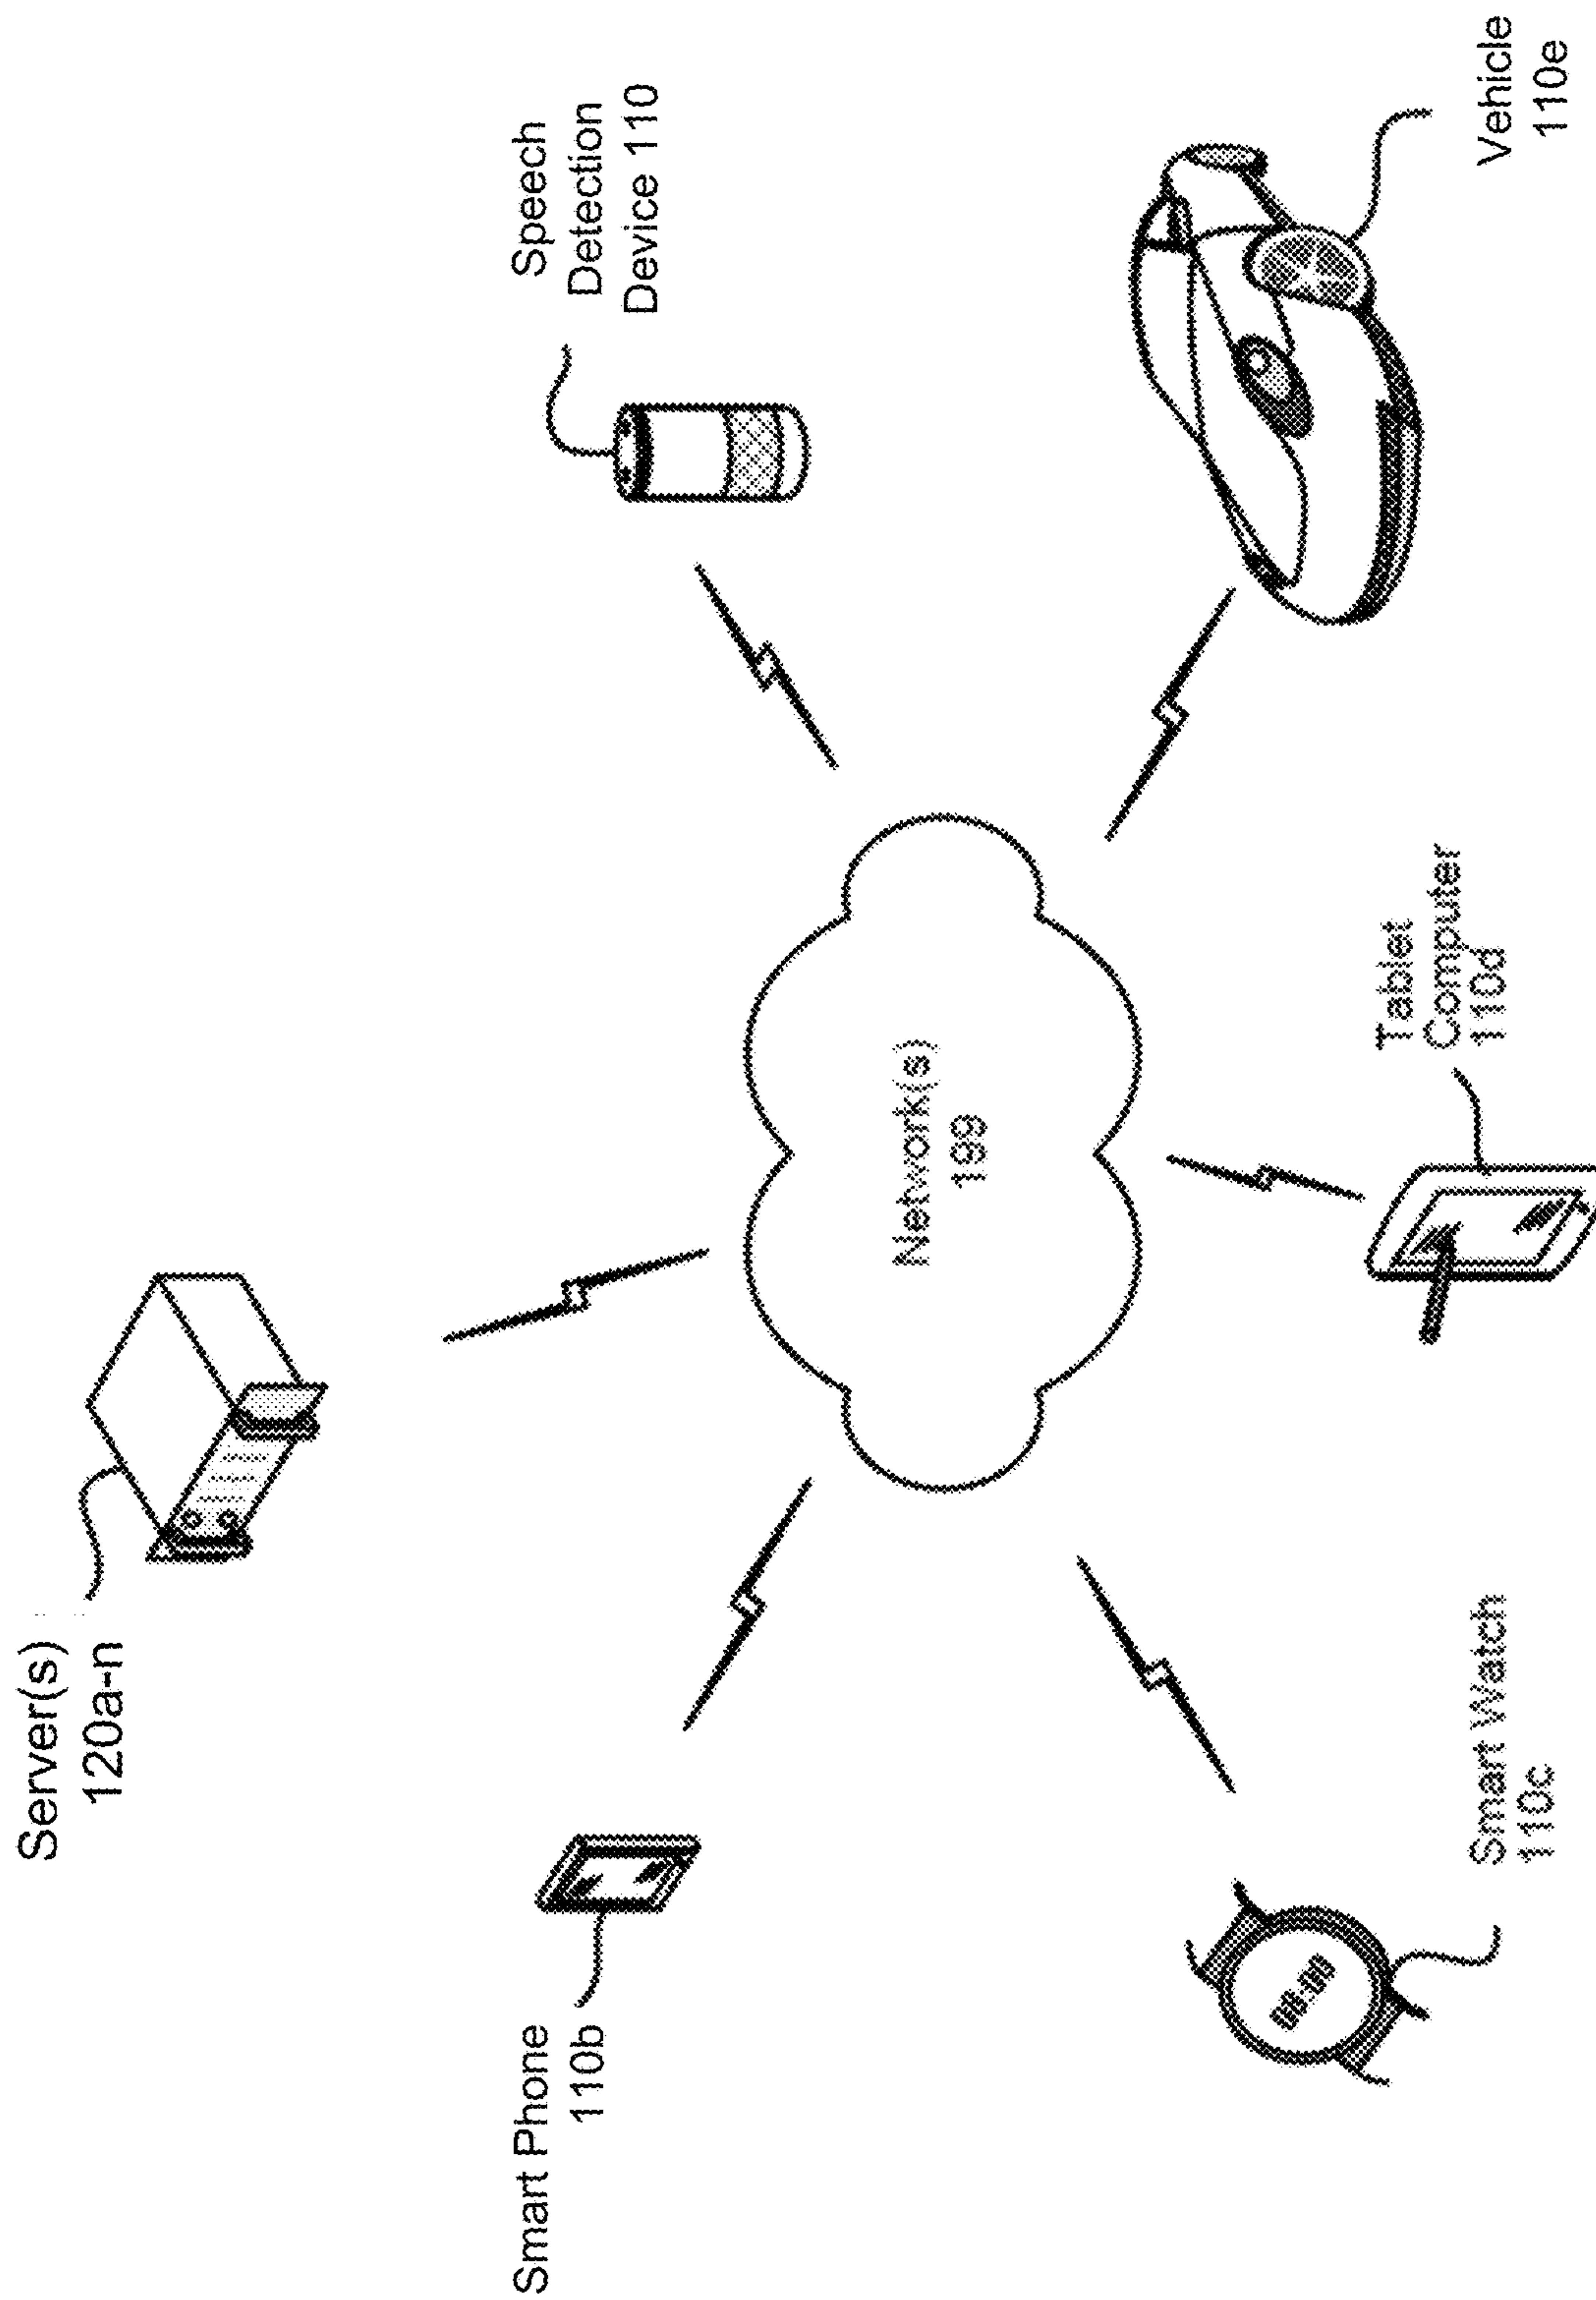 Server(s)
120a-n
Smart Phone
110b
Speech
Detection
Device 110
Network(s)
199
Smart Watch
110c
Tablet
Computer
110d
Vehicle
110e